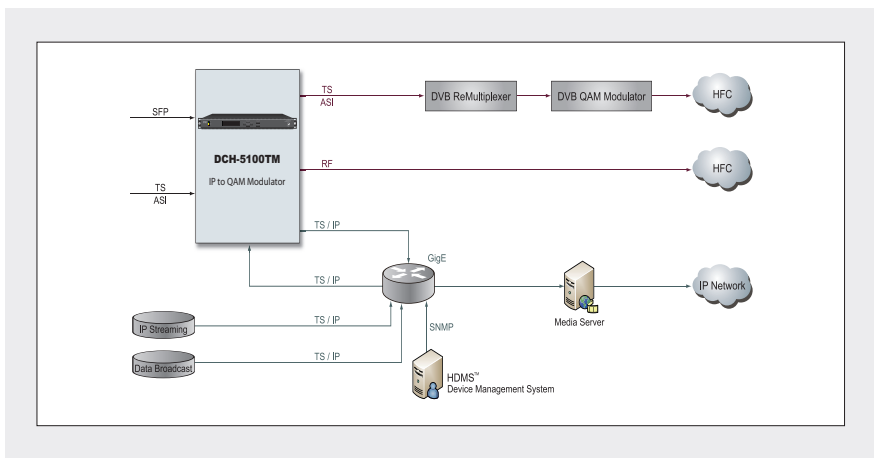 TS
ASI
DVB ReMultiplexer
DVB QAM Modulator
HFC
SFP
DCH-5100TM
IP to QAM Modulator
RF
HFC
TS
ASI
TS / IP
GigE
TS / IP
IP Network
Media Server
IP Streaming
TS / IP
SNMP
Data Broadcast
TS / IP
HDMS™
Device Management System